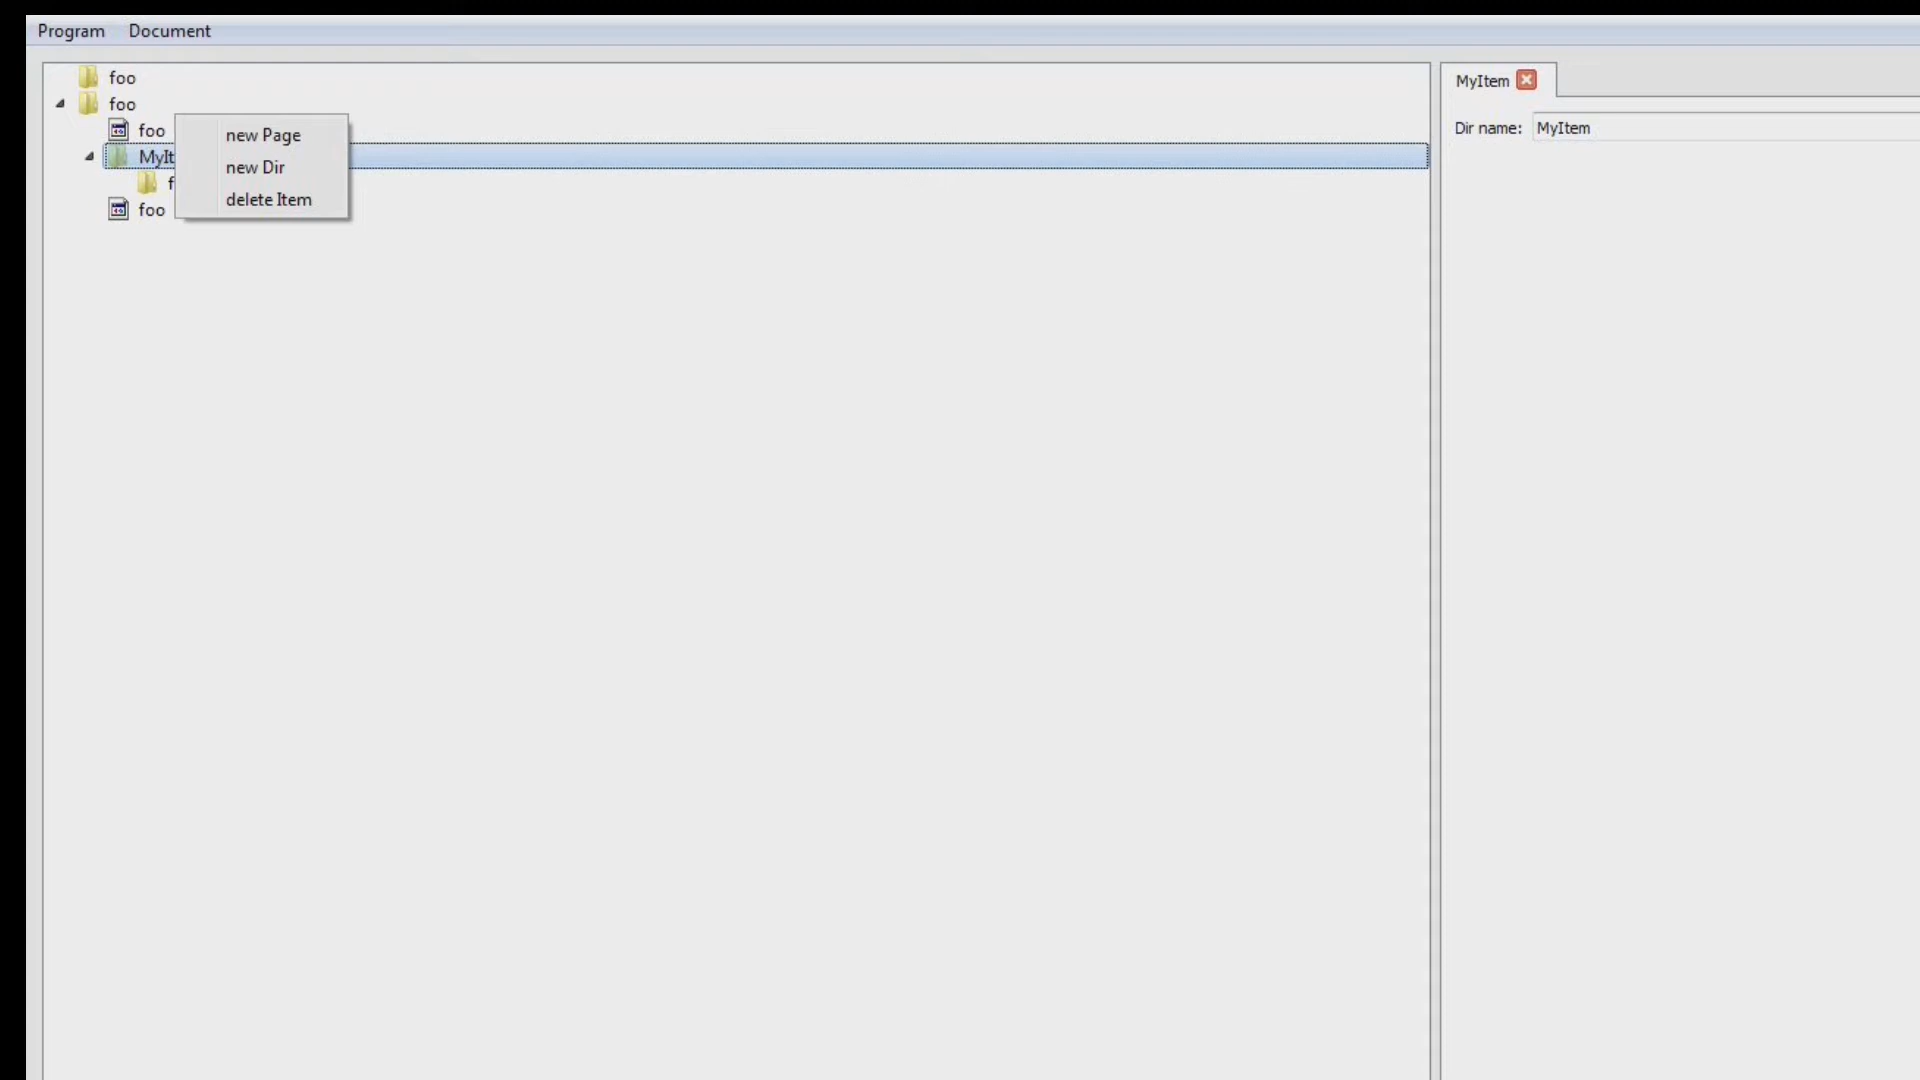 Program Document
foo
foo
foo
MyIt
f
foo
new Page
new Dir
delete Item
MyItem
Dir name: MyItem